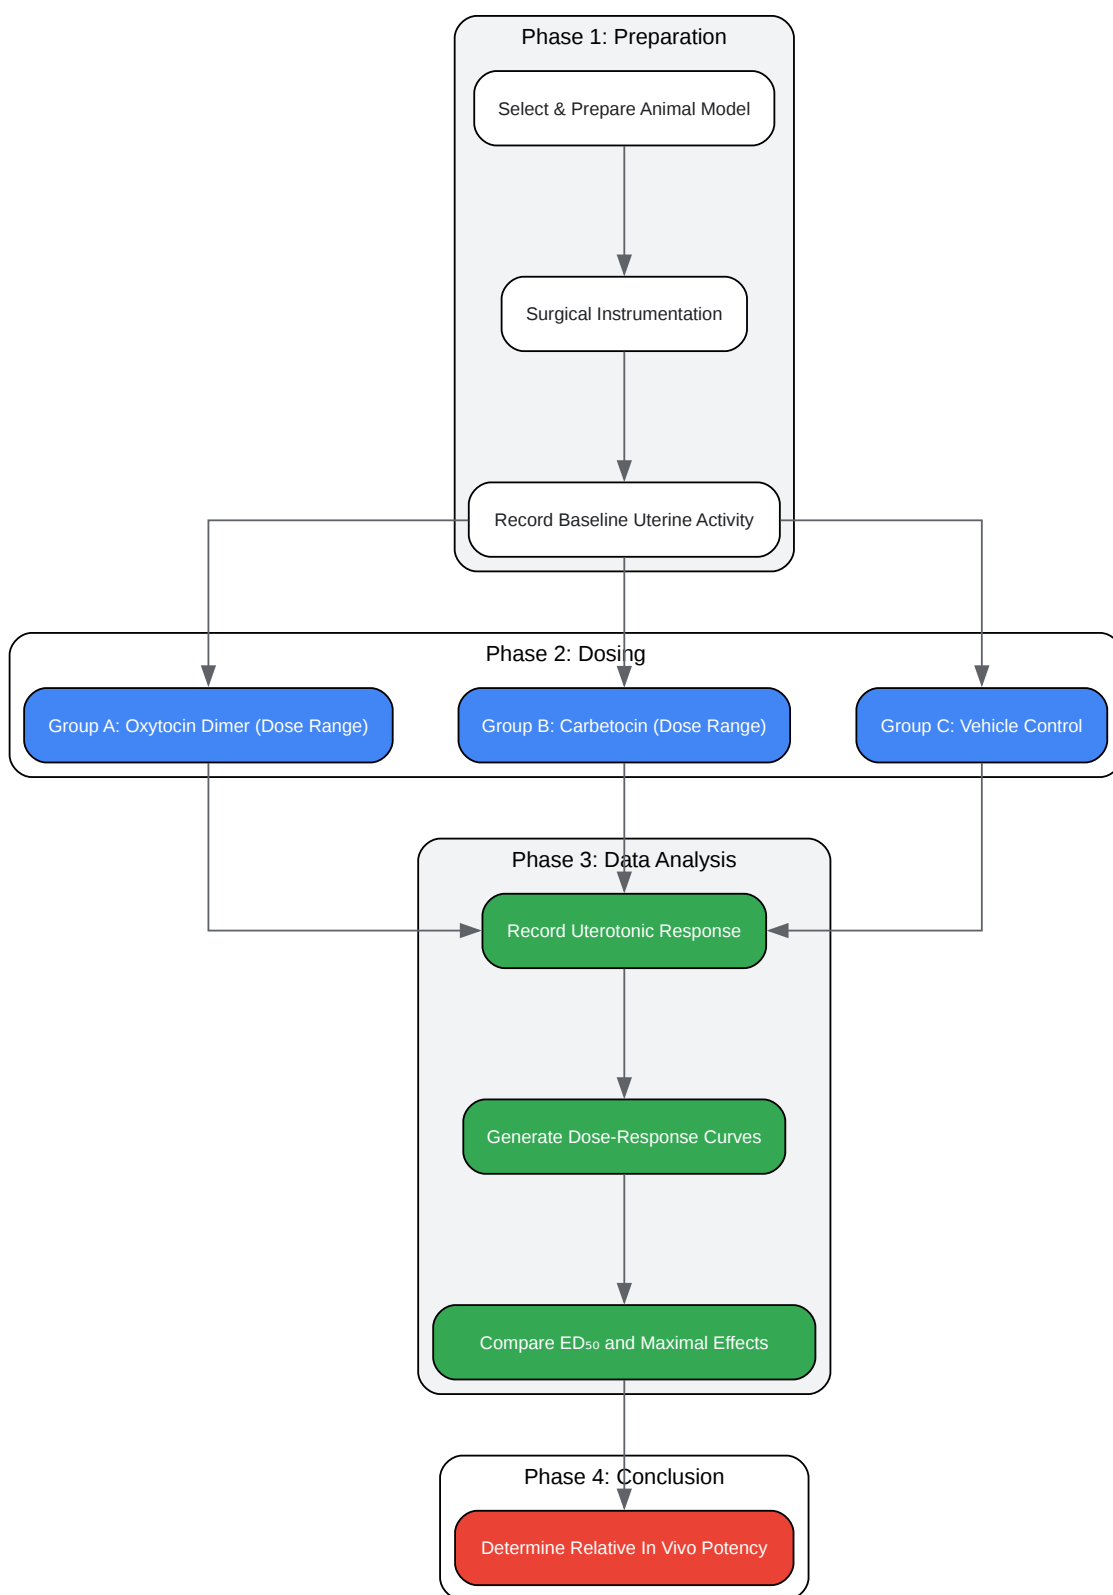 Phase 1: Preparation
Select & Prepare Animal Model
Surgical Instrumentation
Record Baseline Uterine Activity
Phase 2: Dosing
Group A: Oxytocin Dimer (Dose Range)
Group B: Carbetocin (Dose Range)
Group C: Vehicle Control
Phase 3: Data Analysis
Record Uterotonic Response
Generate Dose-Response Curves
Compare ED₅₀ and Maximal Effects
Phase 4: Conclusion
Determine Relative In Vivo Potency